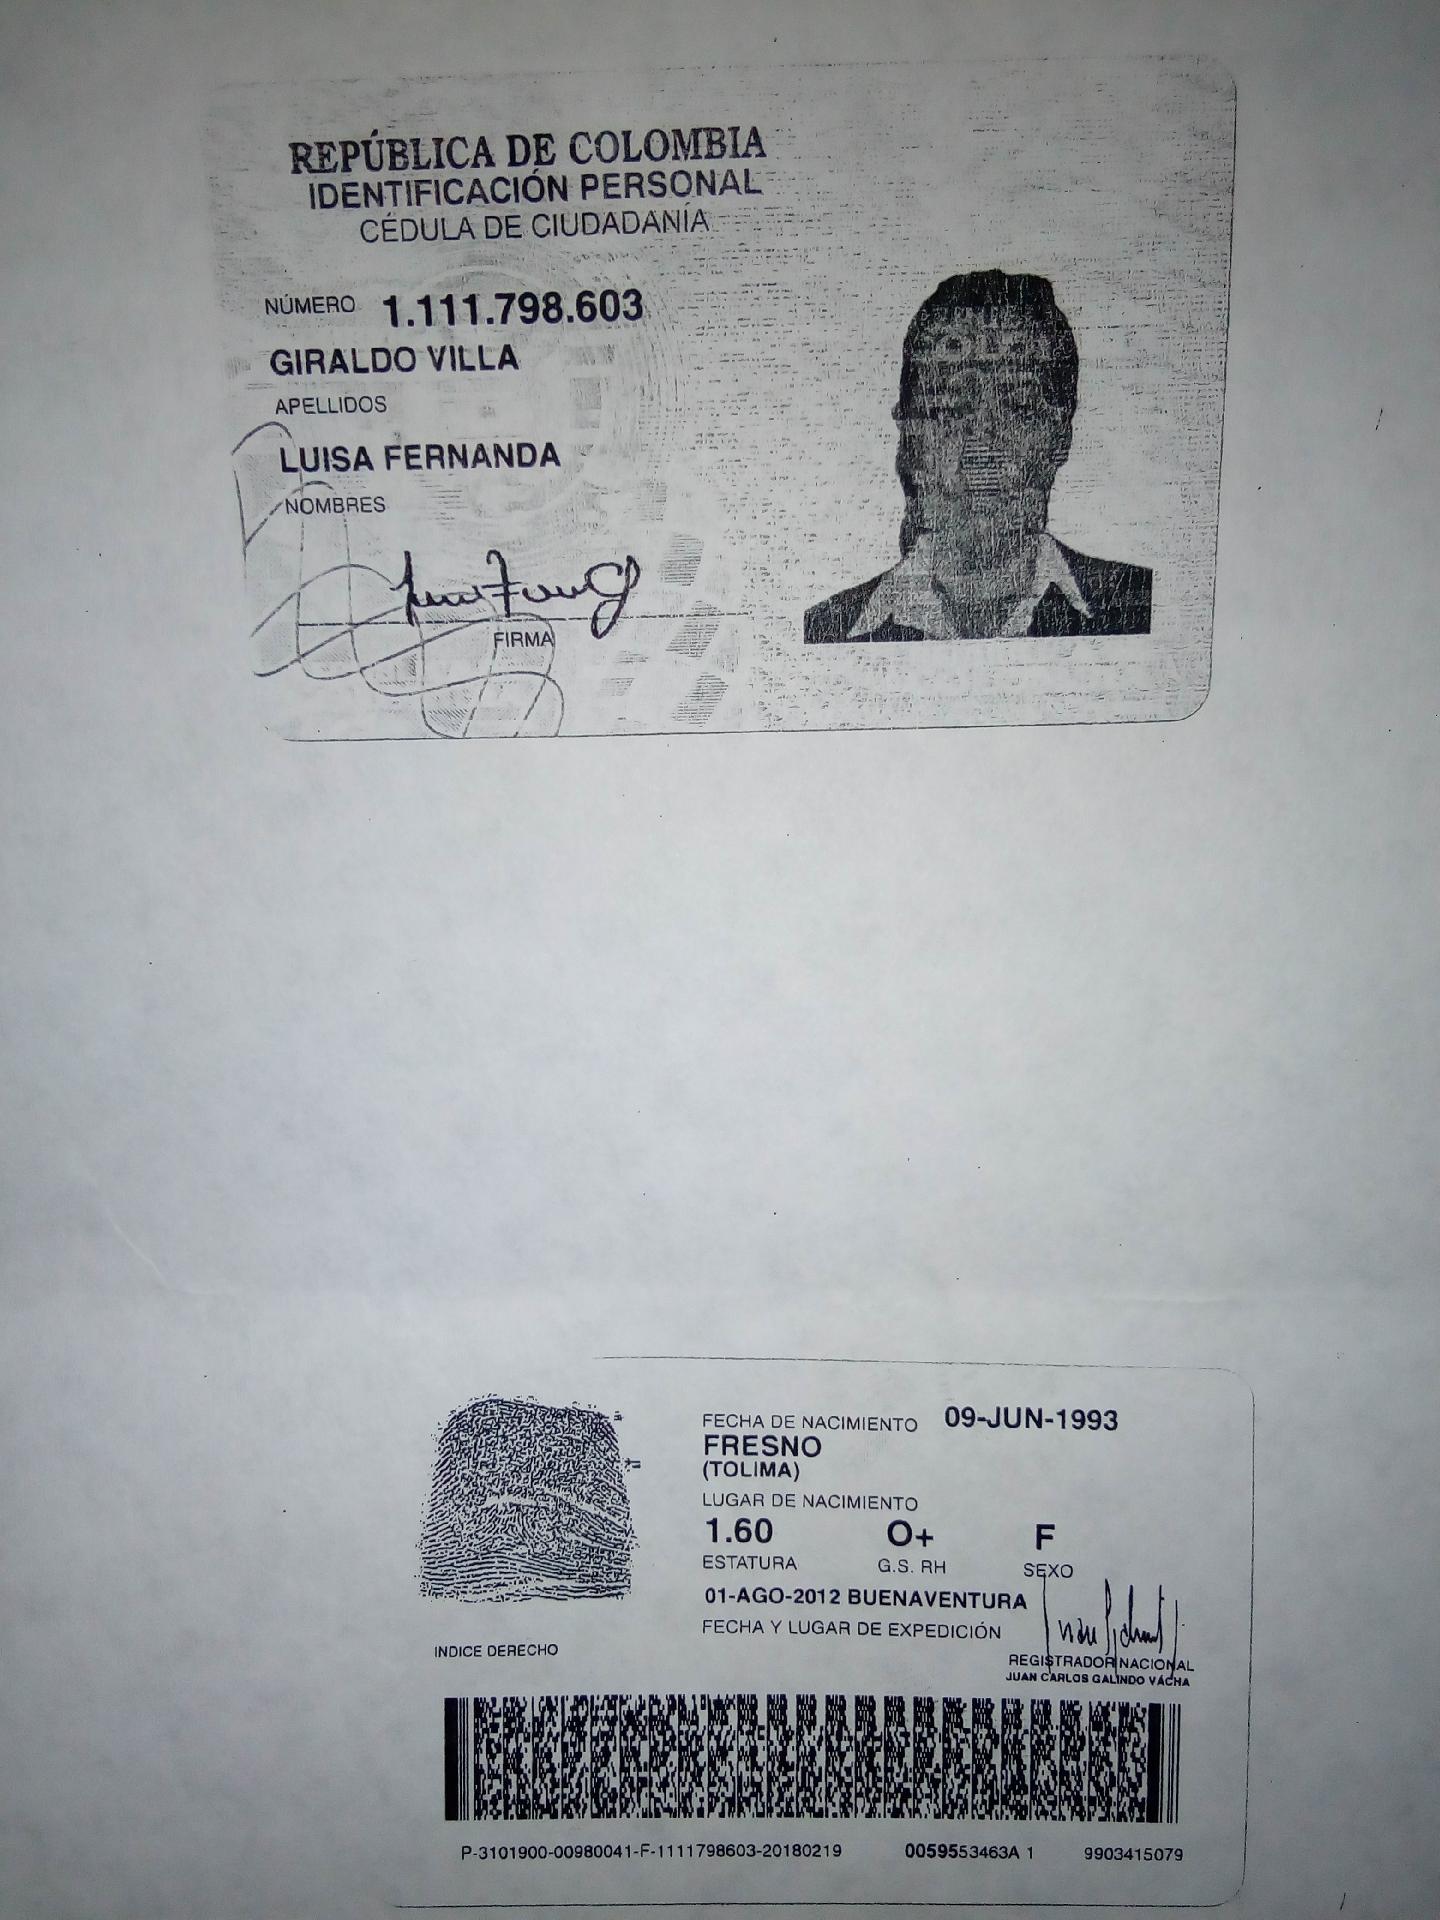 REPÚBLICA DE COLOMBIA
IDENTIFICACIÓN PERSONAL
CÉDULA DE CIUDADANÍA
NÚMERO 1.111.798.603
GIRALDO VILLA
APELLIDOS
LUISA FERNANDA
NOMBRES
FIRMA
FECHA DE NACIMIENTO 09-JUN-1993
FRESNO
(TOLIMA)
LUGAR DE NACIMIENTO
1.60 O+ F
ESTATURA G.S. RH SEXO
01-AGO-2012 BUENAVENTURA
FECHA Y LUGAR DE EXPEDICIÓN
INDICE DERECHO
REGISTRADOR NACIONAL
JUAN CARLOS GALINDO VÁCHA
P-3101900-00980041-F-1111798603-20180219 0059553463A 1 9903415079